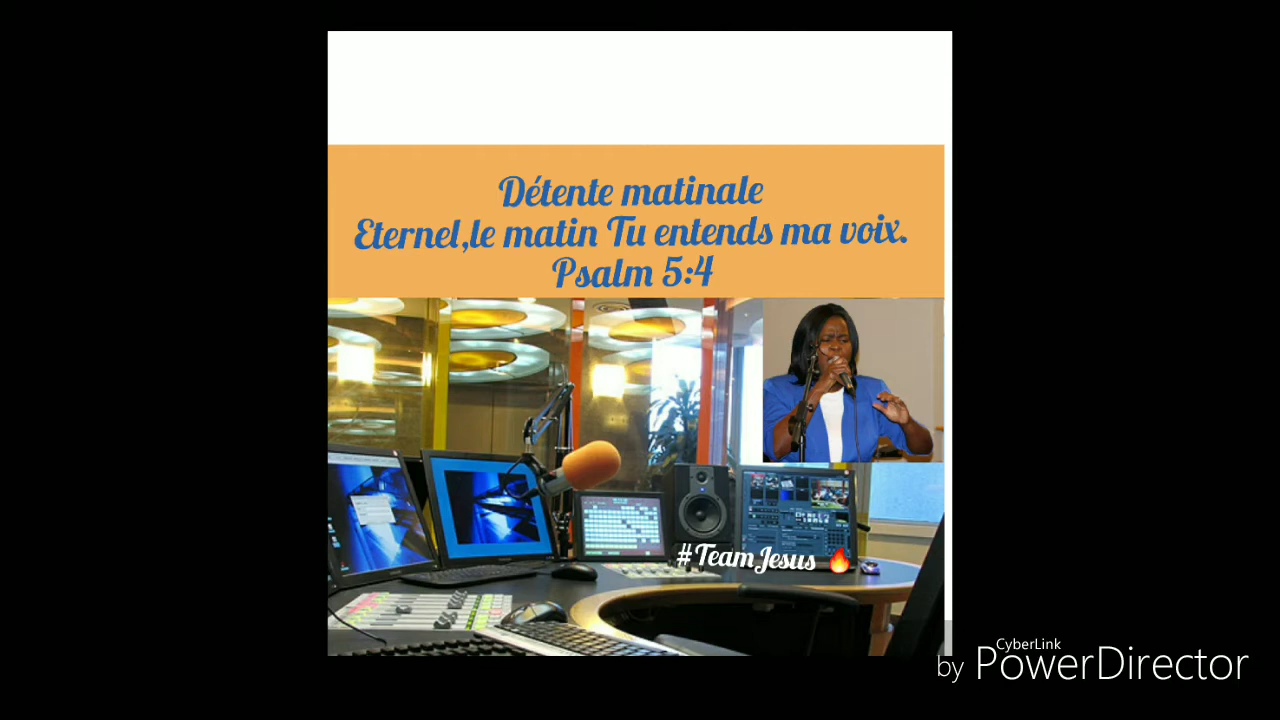 Détente matinale
Eternel,le matin Tu entends ma voix.
Psalm 5:4
#TeamJesus 🔥
CyberLink
by PowerDirector